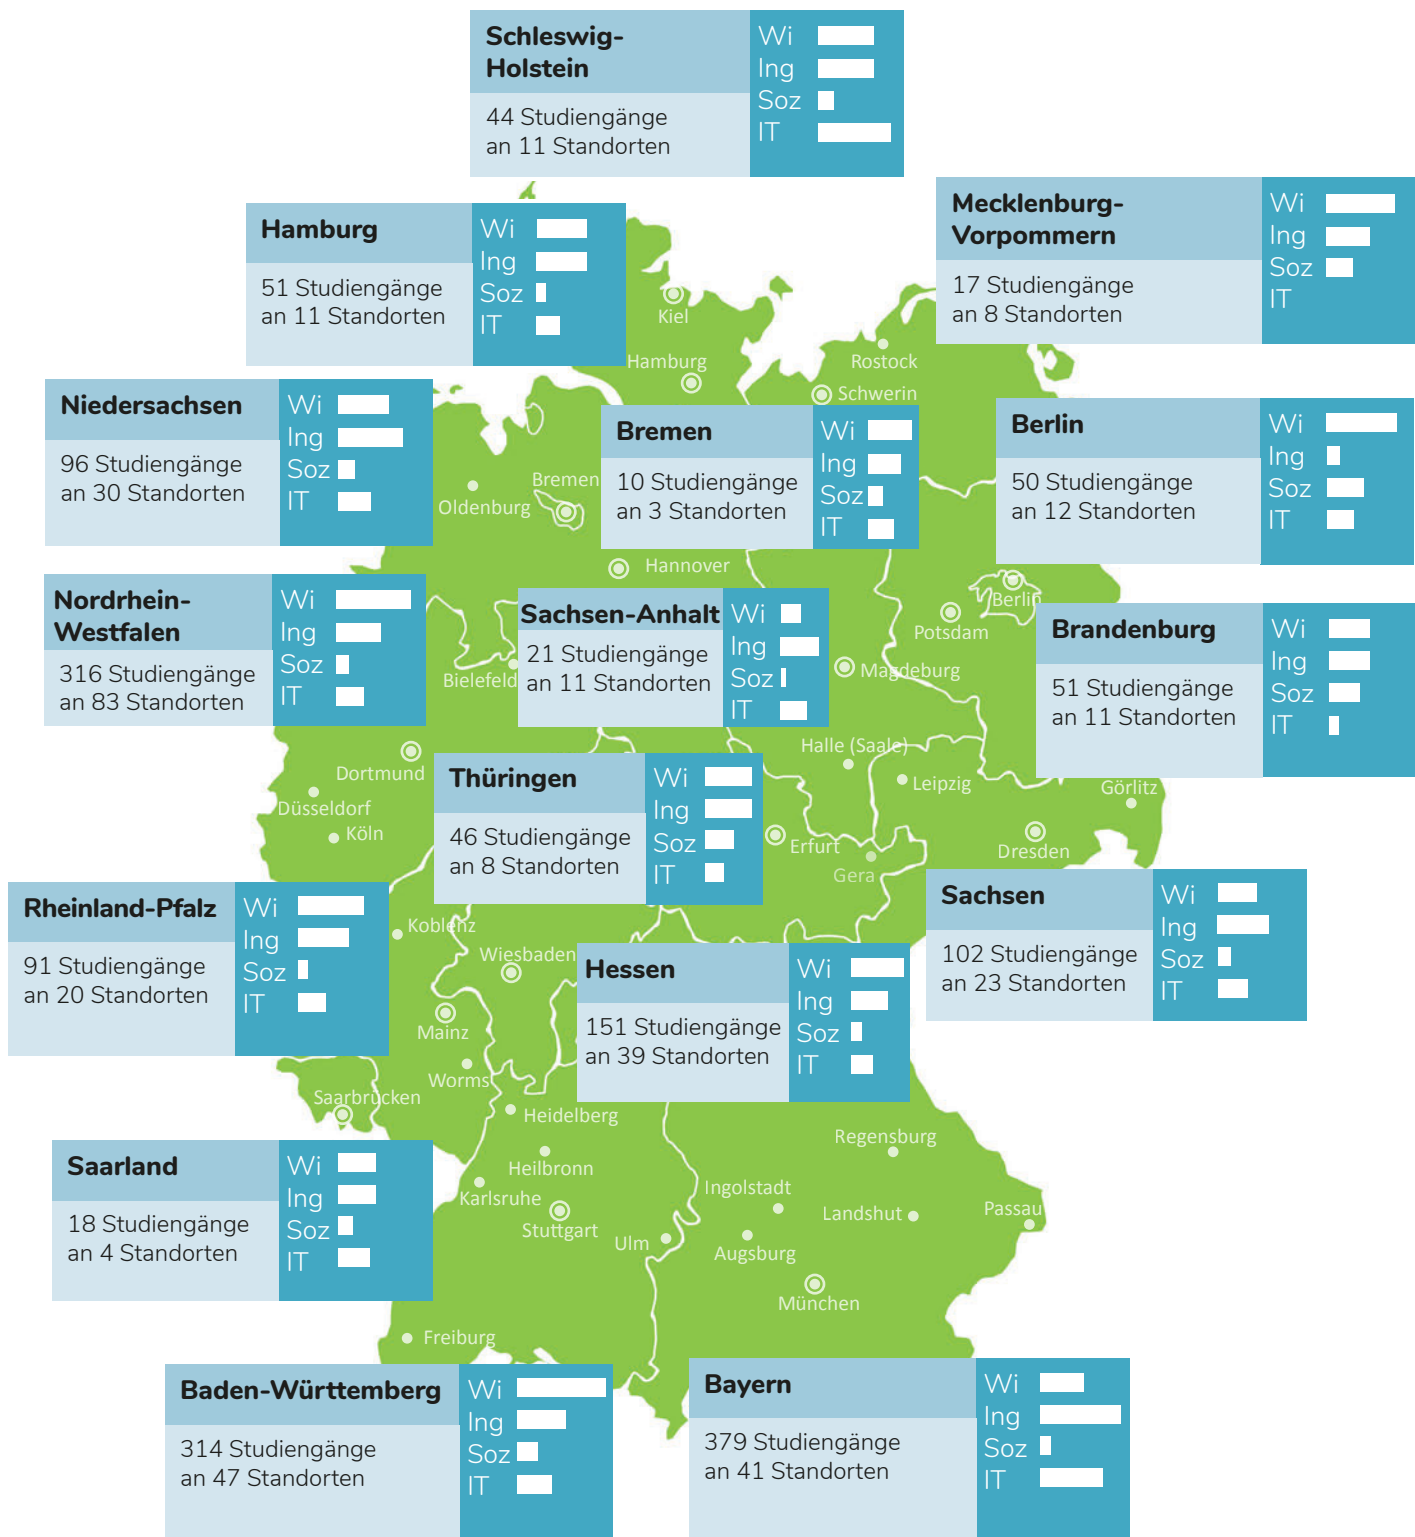 Schleswig-
Holstein
44 Studiengänge
an 11 Standorten
Wi
Ing
Soz
IT
Hamburg
51 Studiengänge
an 11 Standorten
Wi
Ing
Soz
IT
Mecklenburg-
Vorpommern
17 Studiengänge
an 8 Standorten
Wi
Ing
Soz
IT
Kiel
Hamburg
Rostock
Schwerin
Niedersachsen
96 Studiengänge
an 30 Standorten
Wi
Ing
Soz
IT
Bremen
Oldenburg
Bremen
10 Studiengänge
an 3 Standorten
Wi
Ing
Soz
IT
Berlin
50 Studiengänge
an 12 Standorten
Wi
Ing
Soz
IT
Hannover
Nordrhein-
Westfalen
316 Studiengänge
an 83 Standorten
Wi
Ing
Soz
IT
Bielefeld
Sachsen-Anhalt
21 Studiengänge
an 11 Standorten
Wi
Ing
Soz
IT
Berlin
Potsdam
Magdeburg
Brandenburg
51 Studiengänge
an 11 Standorten
Wi
Ing
Soz
IT
Dortmund
Düsseldorf
Köln
Thüringen
46 Studiengänge
an 8 Standorten
Wi
Ing
Soz
IT
Halle (Saale)
Leipzig
Görlitz
Erfurt
Gera
Dresden
Rheinland-Pfalz
91 Studiengänge
an 20 Standorten
Wi
Ing
Soz
IT
Koblenz
Wiesbaden
Mainz
Worms
Hessen
151 Studiengänge
an 39 Standorten
Wi
Ing
Soz
IT
Sachsen
102 Studiengänge
an 23 Standorten
Wi
Ing
Soz
IT
Saarbrücken
Heidelberg
Heilbronn
Karlsruhe
Stuttgart
Ulm
Regensburg
Ingolstadt
Landshut
Passau
Augsburg
München
Saarland
18 Studiengänge
an 4 Standorten
Wi
Ing
Soz
IT
Freiburg
Baden-Württemberg
314 Studiengänge
an 47 Standorten
Wi
Ing
Soz
IT
Bayern
379 Studiengänge
an 41 Standorten
Wi
Ing
Soz
IT